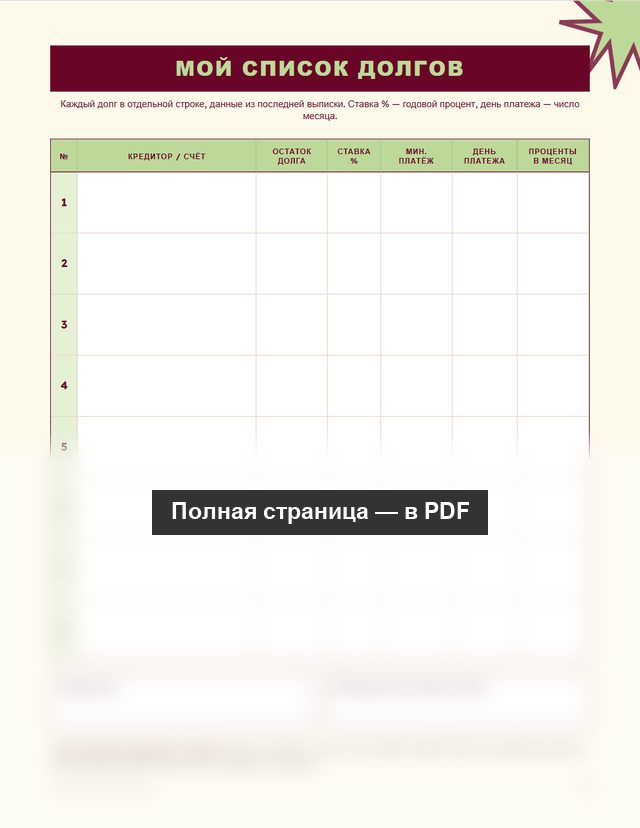 МОЙ СПИСОК ДОЛГОВ
Каждый долг в отдельной строке, данные из последней выписки. Ставка % — годовой процент, день платежа — число
месяца.
№ КРЕДИТОР / СЧЁТ ОСТАТОК ДОЛГА СТАВКА % МИН. ПЛАТЁЖ ДЕНЬ ПЛАТЕЖА ПРОЦЕНТЫ В МЕСЯЦ
1
2
3
4
5
Полная страница — в PDF